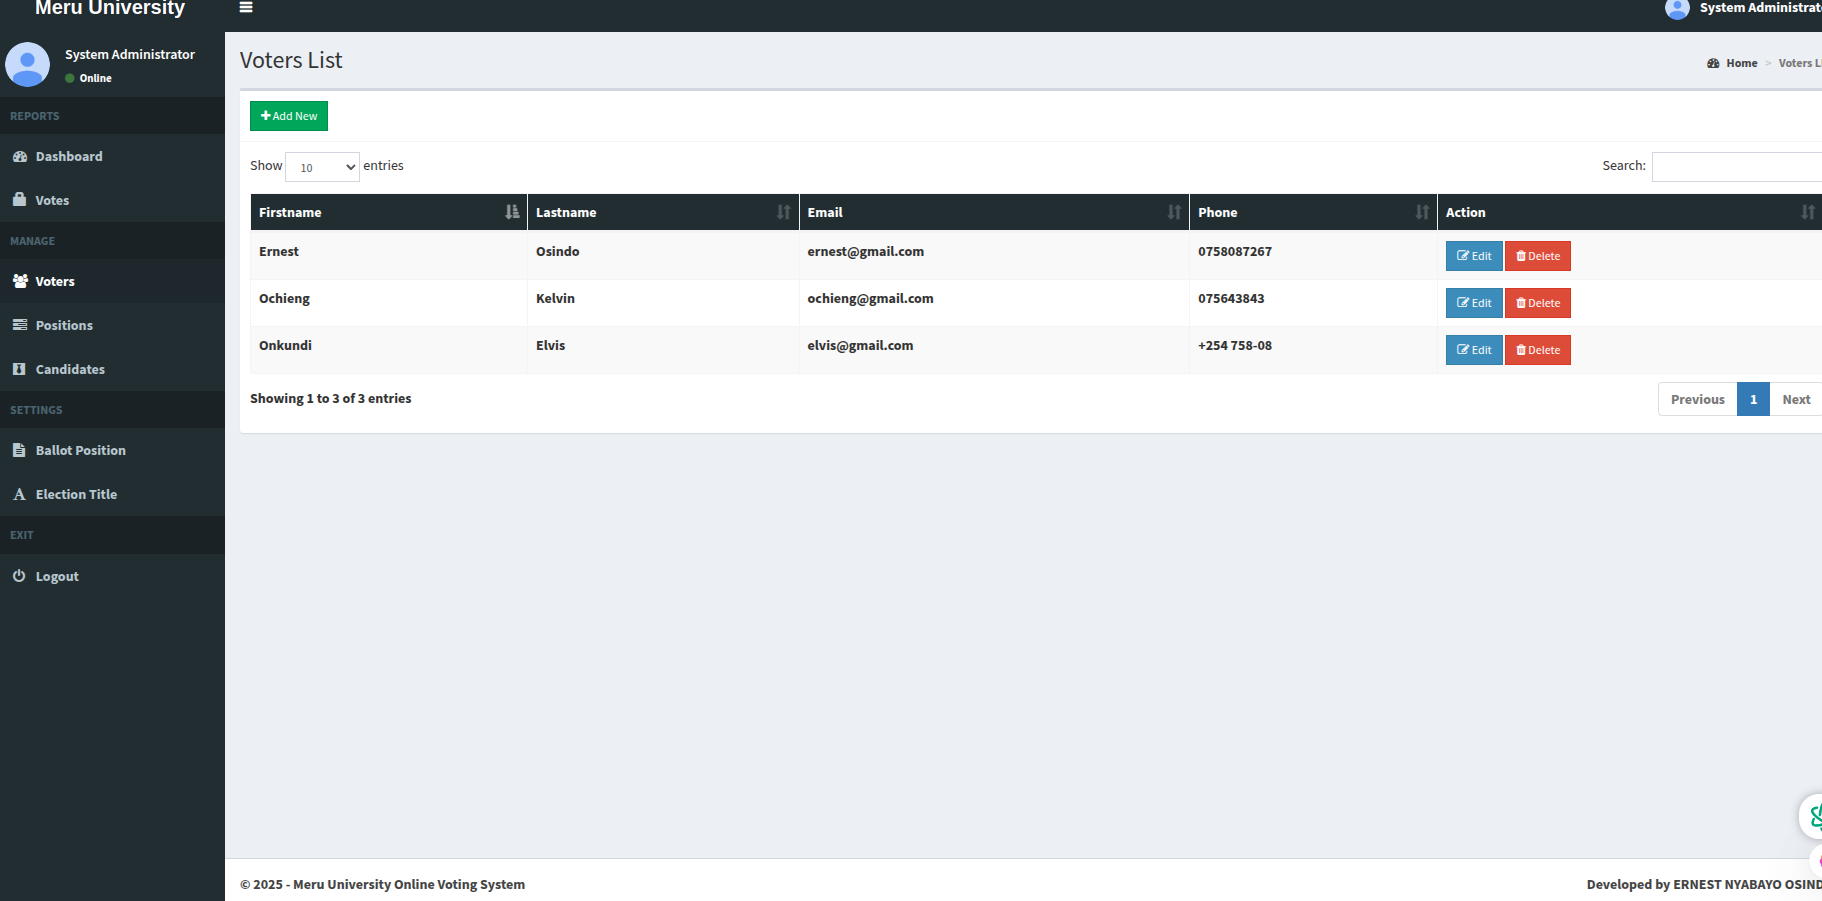 Meru University
System Administrat
System Administrator
Online
REPORTS
Dashboard
Votes
MANAGE
Voters
Positions
Candidates
SETTINGS
Ballot Position
Election Title
EXIT
Logout
Voters List
Home > Voters L
Add New
Show 10 entries
Search:
Firstname Lastname Email Phone Action
Ernest Osindo ernest@gmail.com 0758087267 Edit Delete
Ochieng Kelvin ochieng@gmail.com 075643843 Edit Delete
Onkundi Elvis elvis@gmail.com +254 758-08 Edit Delete
Showing 1 to 3 of 3 entries
Previous 1 Next
© 2025 - Meru University Online Voting System
Developed by ERNEST NYABAYO OSIND